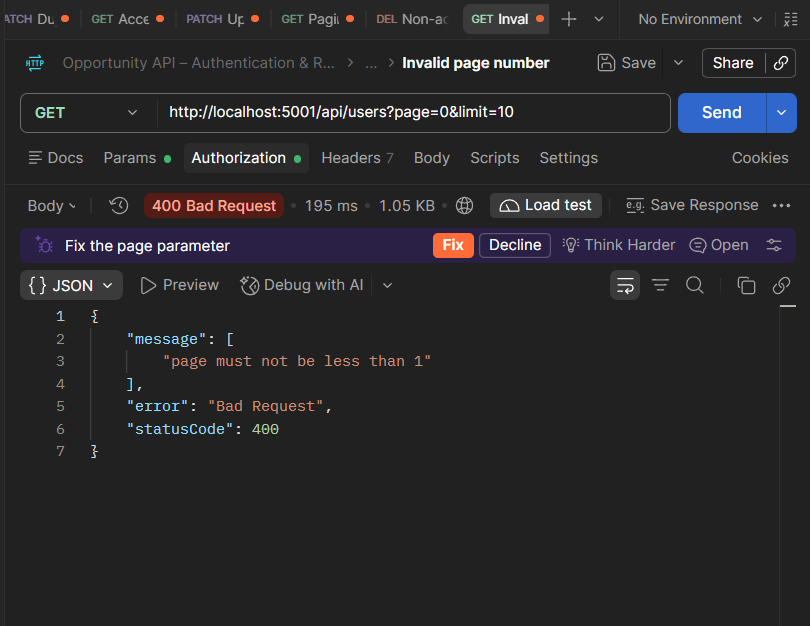 ATCH Du GET Acce PATCH Up GET Pagi DEL Non-ac GET Inval No Environment
HTTP Opportunity API – Authentication & R... > ... > Invalid page number Save Share
GET http://localhost:5001/api/users?page=0&limit=10 Send
Docs Params Authorization Headers 7 Body Scripts Settings Cookies
Body 400 Bad Request 195 ms 1.05 KB Load test e.g. Save Response
Fix the page parameter Fix Decline Think Harder Open
{} JSON Preview Debug with AI
1 {
2 "message": [
3 "page must not be less than 1"
4 ],
5 "error": "Bad Request",
6 "statusCode": 400
7 }